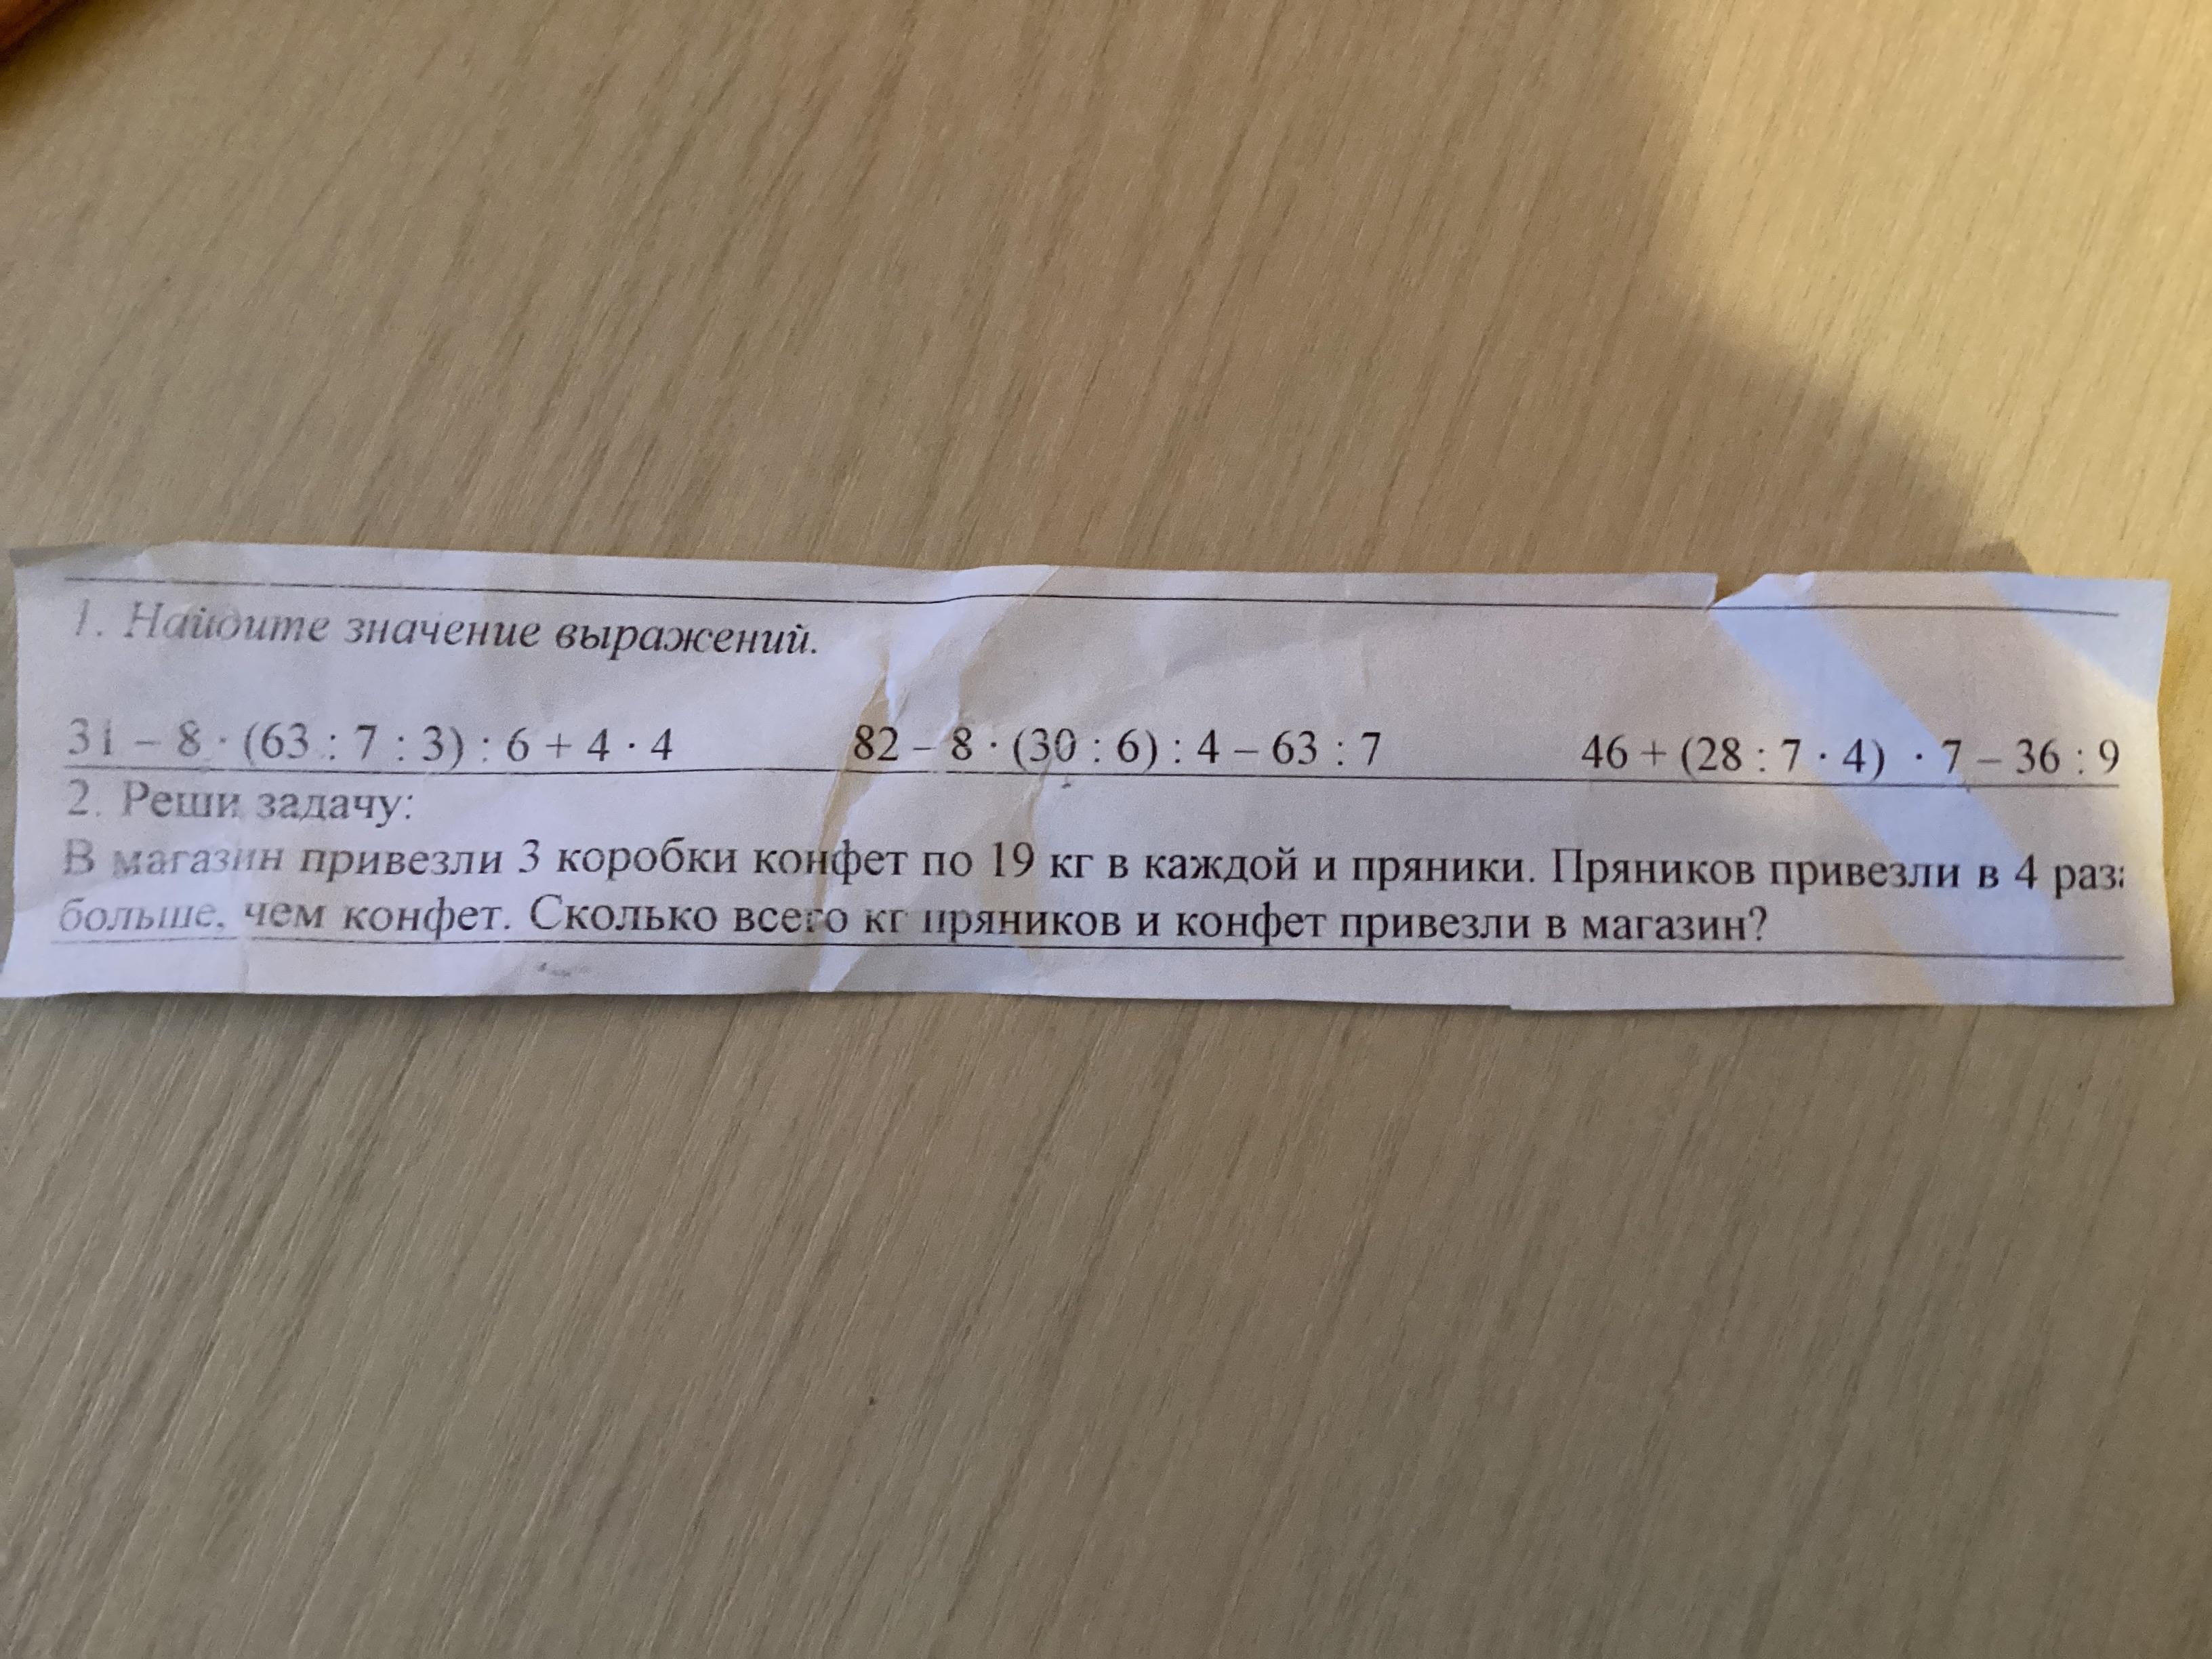 1. Найдите значение выражений.
31 – 8 · (63 : 7 : 3) : 6 + 4 · 4 82 – 8 · (30 : 6) : 4 – 63 : 7 46 + (28 : 7 · 4) · 7 – 36 : 9
2. Реши задачу:
В магазин привезли 3 коробки конфет по 19 кг в каждой и пряники. Пряников привезли в 4 раза
больше, чем конфет. Сколько всего кг пряников и конфет привезли в магазин?